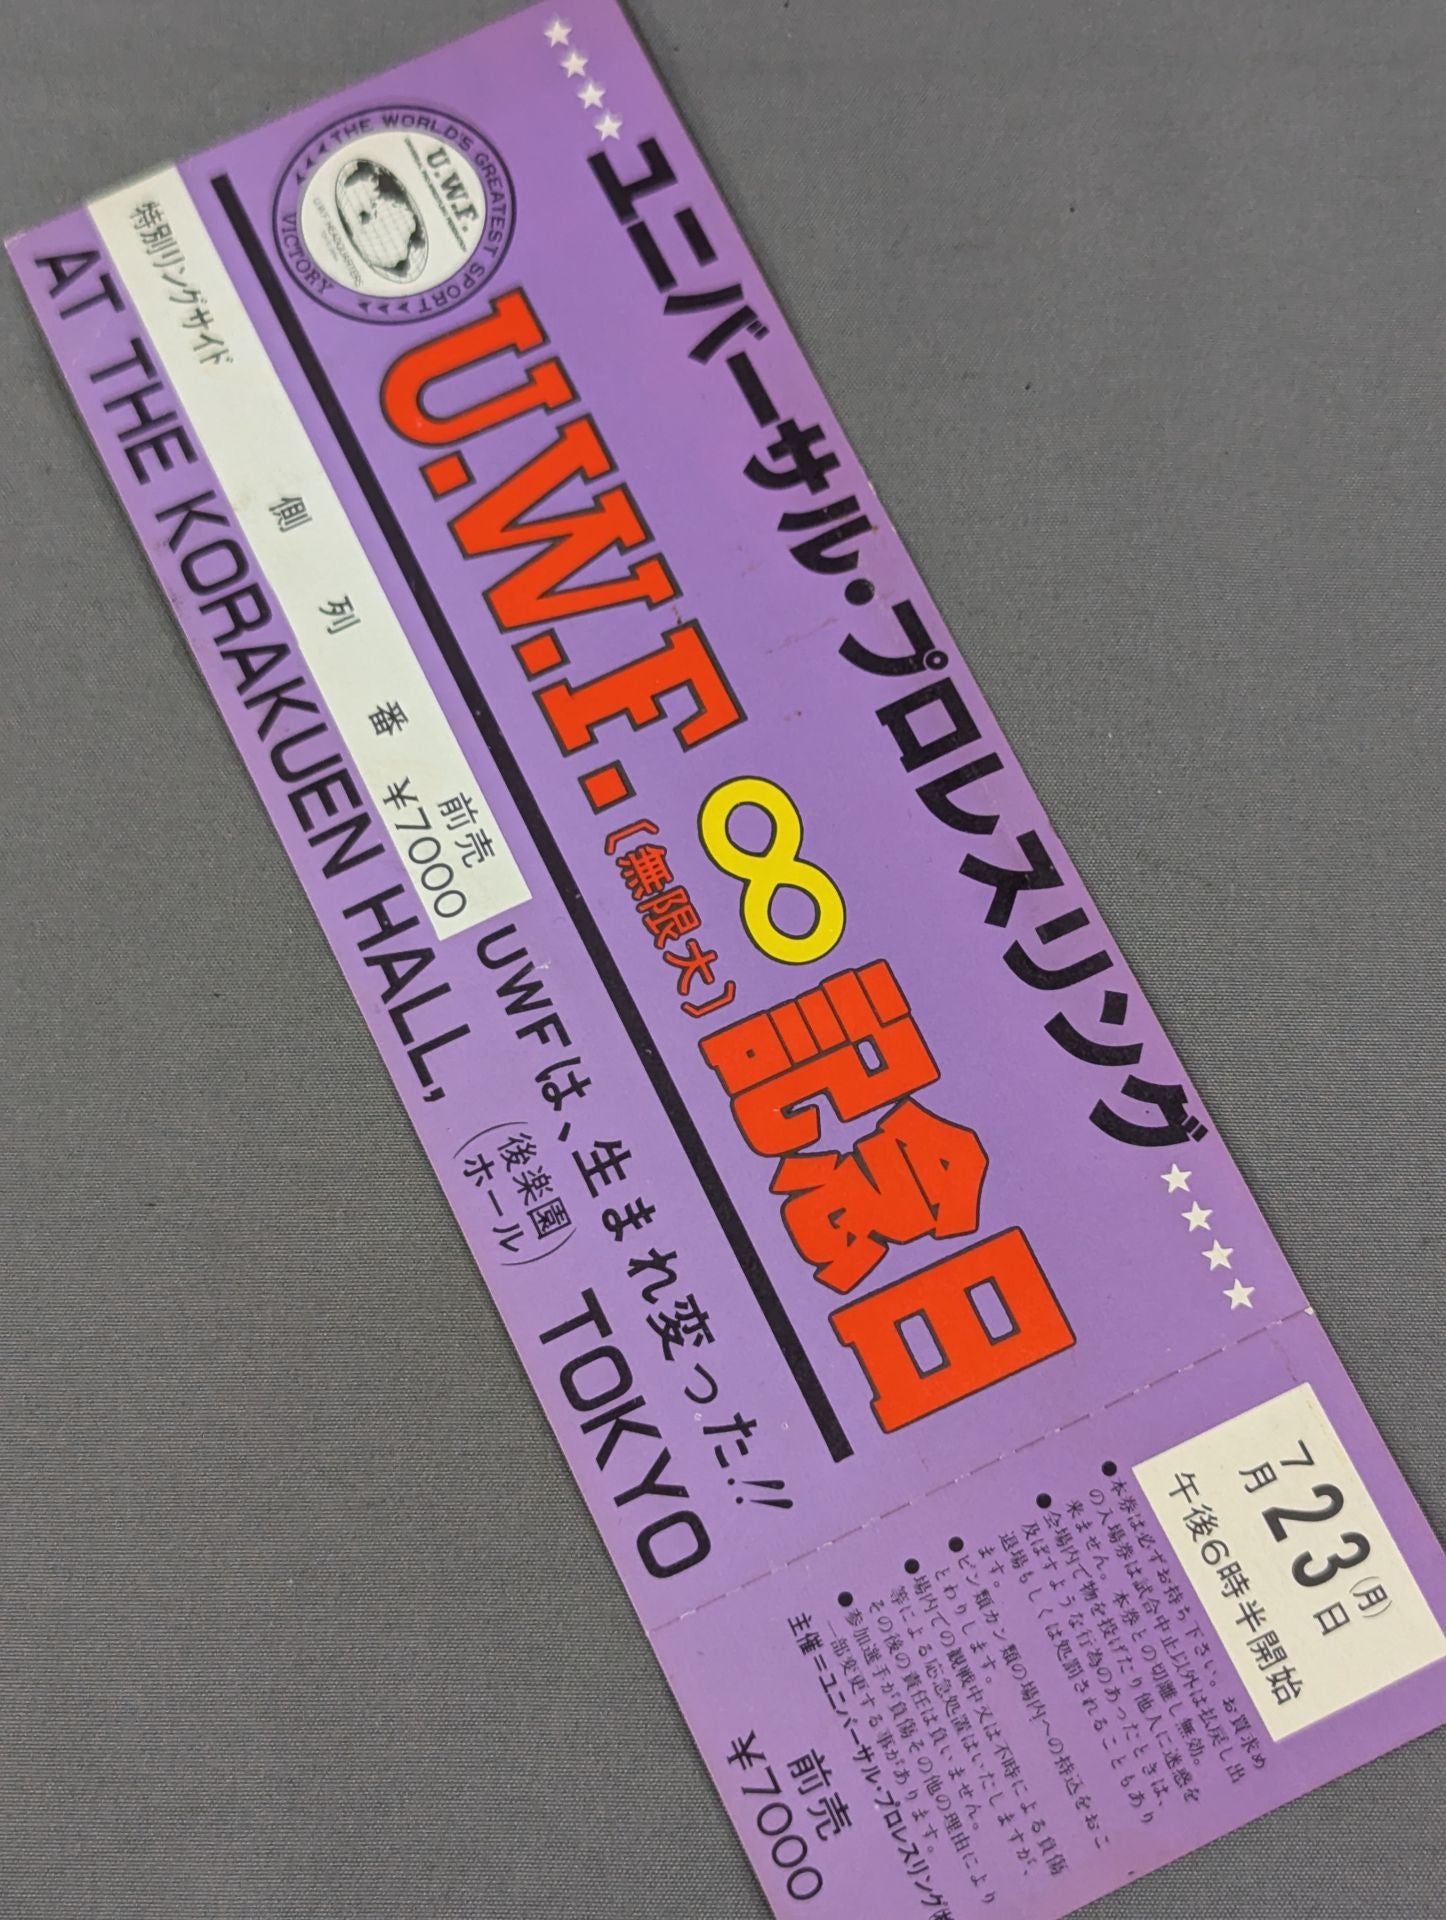 ★★★★ ユニバーサル・プロレスリング ★★★★
THE WORLD'S GREATEST SPORT
U.W.F.
U.W.F. HEADQUARTERS
VICTORY
U.W.F.∞記念日
〔無限大〕
UWFは、生まれ変った!!
特別リングサイド 側 列 番 前売 ¥7000
AT THE KORAKUEN HALL, (後楽園ホール) TOKYO
7月23日(月)
午後6時半開始
●本券は必ずお持ち下さい。お買求め
の入場券は試合中止以外は払戻し出
来ません。本券との切離し無効。
●会場内で物を投げたり他人に迷惑を
及ぼすような行為のあったときは、
退場もしくは処罰されることもあり
ます。
●ビン類カン類の場内への持込をおこ
とわりします。
●場内での観戦中又は不時による負傷
等による応急処置はいたしますが、
その後の責任は負いません。
●参加選手が負傷その他の理由により
一部変更する事があります。
主催=ユニバーサル・プロレスリング㈱
前売
¥7000